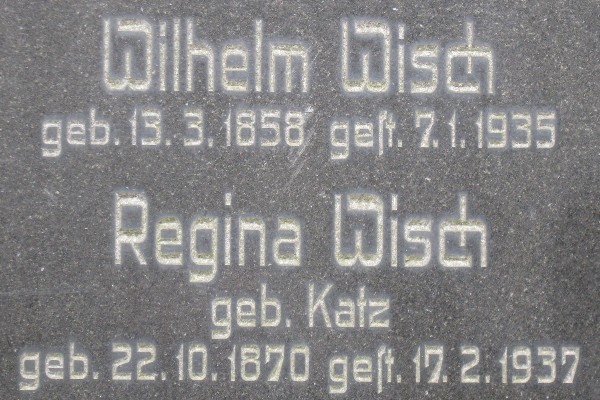 Wilhelm Wisch
geb. 13. 3. 1858 geſt. 7. 1. 1935
Regina Wisch
geb. Katz
geb. 22. 10. 1870 geſt. 17. 2. 1937